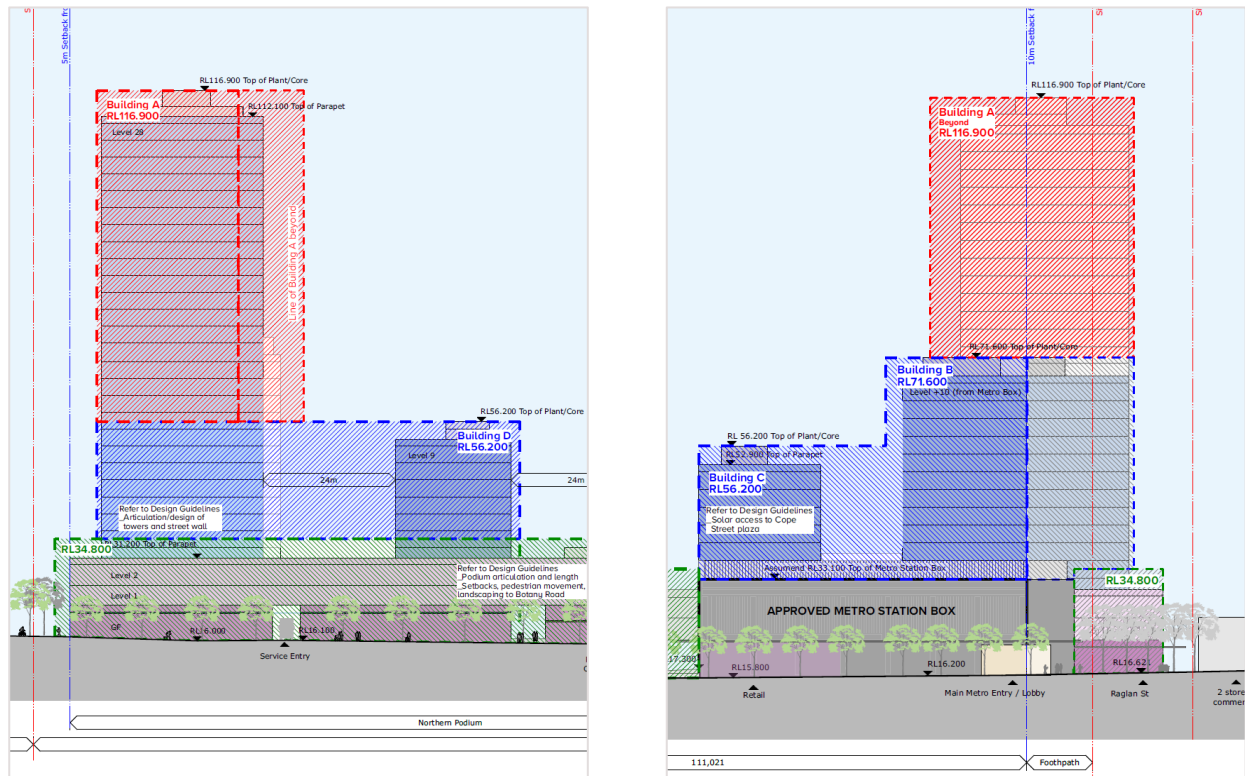 SI
5m Setback fr
RL116.900 Top of Plant/Core
Building A
RL116.900
RL112.100 Top of Parapet
Level 28
Line of Building A beyond
RL56.200 Top of Plant/Core
Building D
RL56.200
Level 9
24m
24m
Refer to Design Guidelines
_Articulation/design of
towers and street wall
RL34.800
RL31.200 Top of Parapet
Refer to Design Guidelines
_Podium articulation and length
_Setbacks, pedestrian movement,
landscaping to Botany Road
Level 2
Level 1
GF
RL16.000
RL16.100
Service Entry
Northern Podium
10m Setback f
SI
SI
RL116.900 Top of Plant/Core
Building A
Beyond
RL116.900
RL71.600 Top of Plant/Core
Building B
RL71.600
Level +10 (from Metro Box)
RL 56.200 Top of Plant/Core
RL52.900 Top of Parapet
Building C
RL56.200
Refer to Design Guidelines
_Solar access to Cope
Street plaza
Assumend RL33.100 Top of Metro Station Box
RL34.800
APPROVED METRO STATION BOX
17.300
RL15.800
RL16.200
RL16.621
Retail
Main Metro Entry / Lobby
Raglan St
2 store
commer
111,021
Footpath